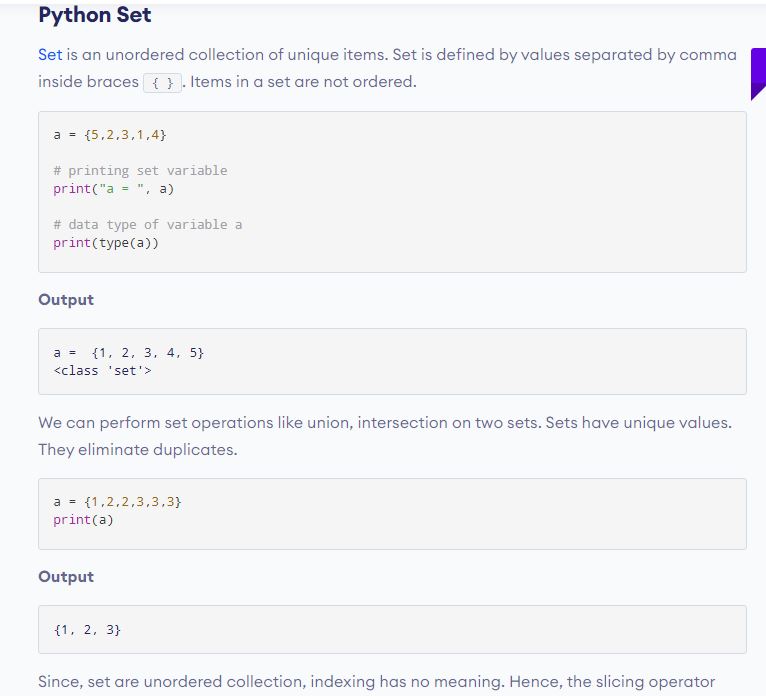 Python Set
Set is an unordered collection of unique items. Set is defined by values separated by comma
inside braces { }. Items in a set are not ordered.
a = {5,2,3,1,4}
# printing set variable
print("a = ", a)
# data type of variable a
print(type(a))
Output
a =  {1, 2, 3, 4, 5}
<class 'set'>
We can perform set operations like union, intersection on two sets. Sets have unique values.
They eliminate duplicates.
a = {1,2,2,3,3,3}
print(a)
Output
{1, 2, 3}
Since, set are unordered collection, indexing has no meaning. Hence, the slicing operator